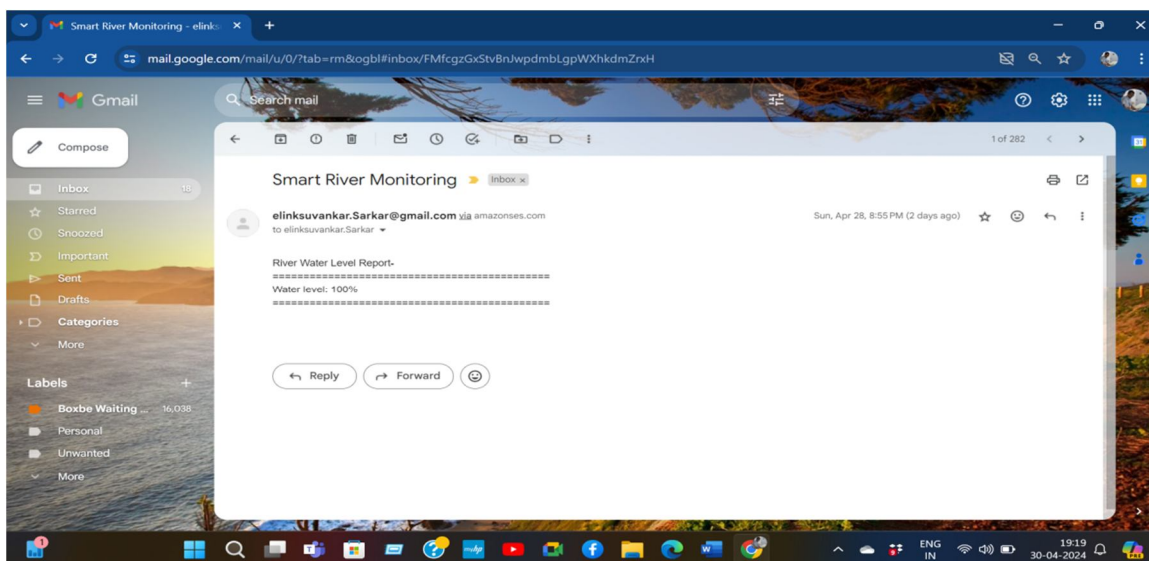 Smart River Monitoring - elinks
mail.google.com/mail/u/0/?tab=rm&ogbl#inbox/FMfcgzGxStvBnJwpdmbLgpWXhkdmZrxH
Gmail
Search mail
Compose
1 of 282
Inbox 18
Starred
Snoozed
Important
Sent
Drafts
Categories
More
Labels +
Boxbe Waiting ... 16,038
Personal
Unwanted
More
Smart River Monitoring Inbox x
elinksuvankar.Sarkar@gmail.com via amazonses.com Sun, Apr 28, 8:55 PM (2 days ago)
to elinksuvankar.Sarkar
River Water Level Report-
=============================================
Water level: 100%
=============================================
Reply Forward
1
ENG
IN
19:19
30-04-2024